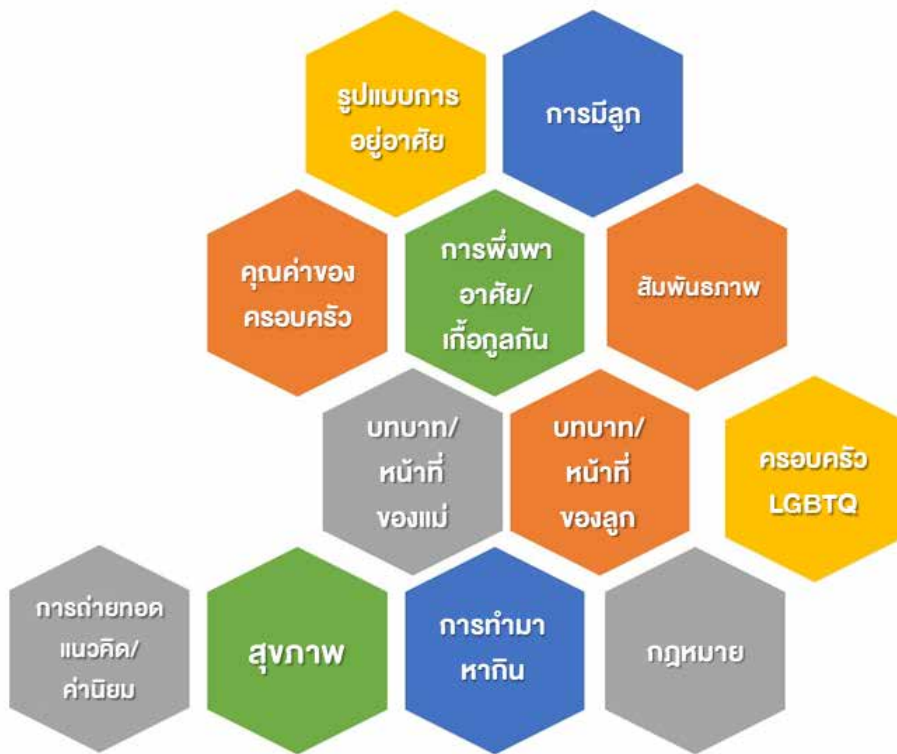 รูปแบบการ
อยู่อาศัย
การมีลูก
คุณค่าของ
ครอบครัว
การพึ่งพา
อาศัย/
เกื้อกูลกัน
สัมพันธภาพ
บทบาท/
หน้าที่
ของแม่
บทบาท/
หน้าที่
ของลูก
ครอบครัว
LGBTQ
การถ่ายทอด
แนวคิด/
ค่านิยม
สุขภาพ
การทำมา
หากิน
กฎหมาย